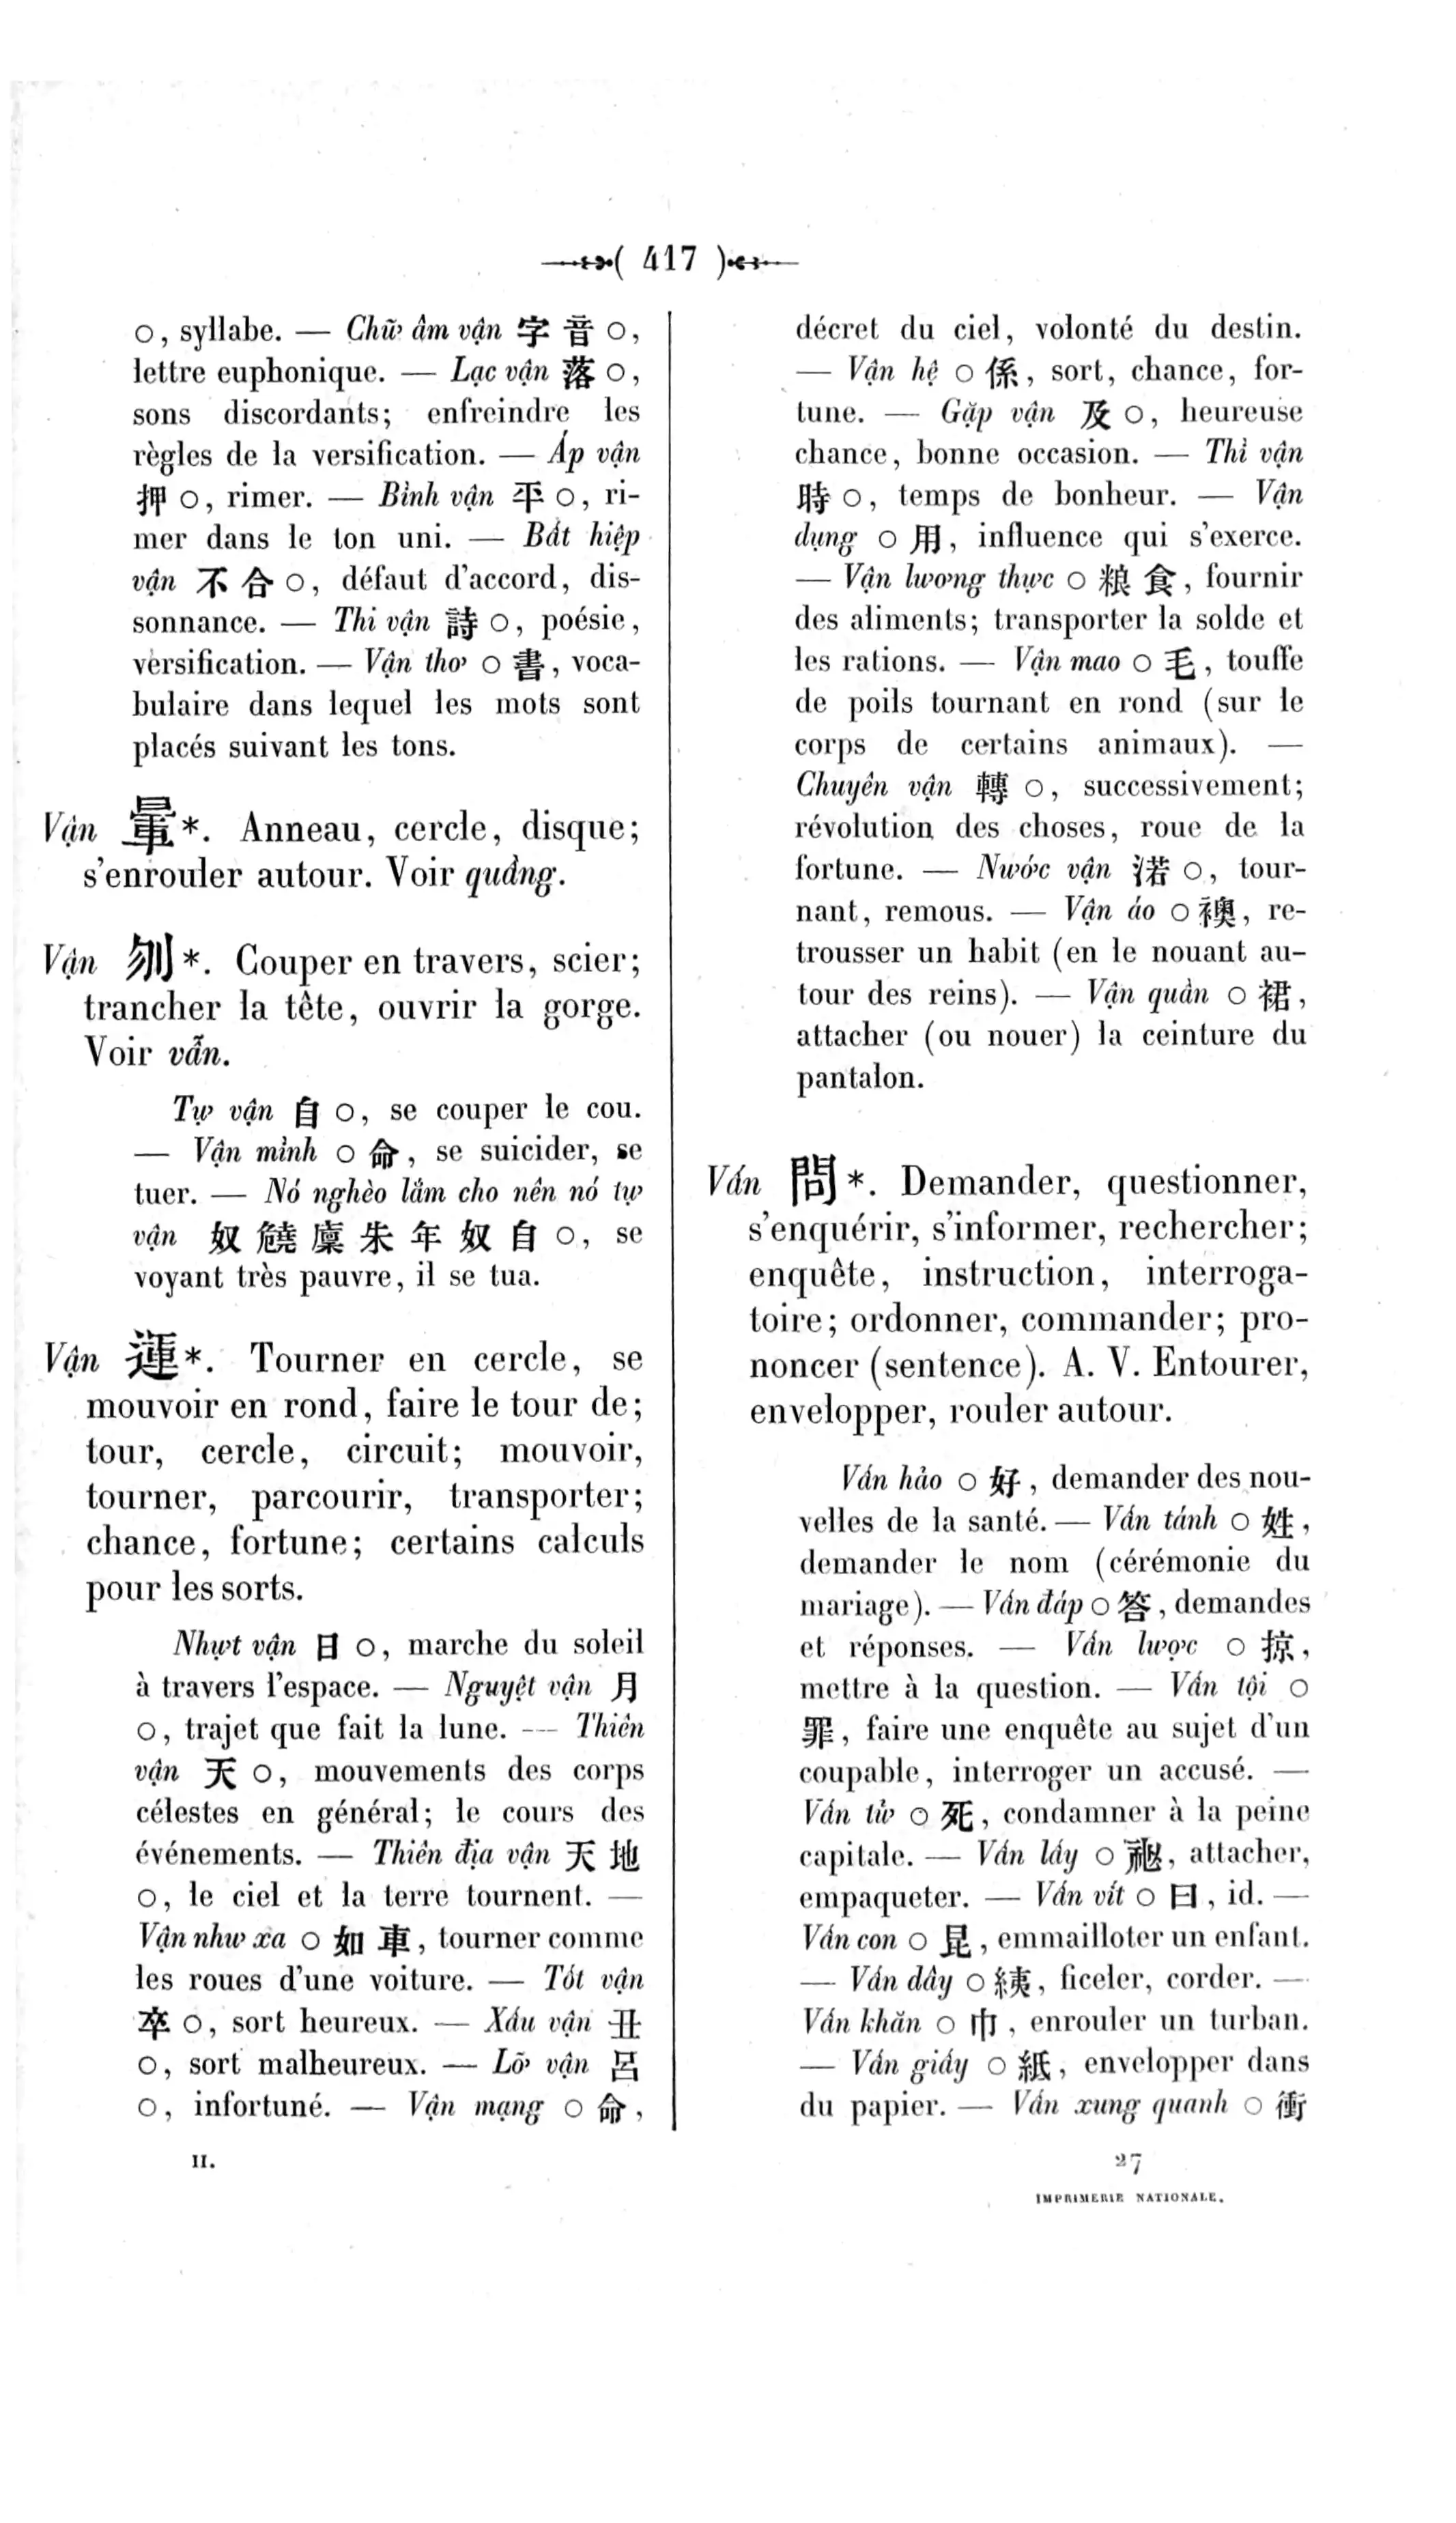 ( 417 )
○, syllabe. — Chữ âm vận 字 音 ○,
lettre euphonique. — Lạc vận 落 ○,
sons discordants; enfreindre les
règles de la versification. — Áp vận
押 ○, rimer. — Bình vận 平 ○, ri-
mer dans le ton uni. — Bất hiệp
vận 不 合 ○, défaut d'accord, dis-
sonnance. — Thi vận 詩 ○, poésie,
versification. — Vận thơ ○ 書, voca-
bulaire dans lequel les mots sont
placés suivant les tons.
Vận 暈*. Anneau, cercle, disque;
s'enrouler autour. Voir quầng.
Vận 刎*. Couper en travers, scier;
trancher la tête, ouvrir la gorge.
Voir vẫn.
Tự vận 自 ○, se couper le cou.
— Vận mình ○ 命, se suicider, se
tuer. — Nó nghèo lắm cho nên nó tự
vận 奴 廩 朱 年 奴 自 ○, se
voyant très pauvre, il se tua.
Vận 運*. Tourner en cercle, se
mouvoir en rond, faire le tour de;
tour, cercle, circuit; mouvoir,
tourner, parcourir, transporter;
chance, fortune; certains calculs
pour les sorts.
Nhựt vận 日 ○, marche du soleil
à travers l'espace. — Nguyệt vận 月
○, trajet que fait la lune. — Thiên
vận 天 ○, mouvements des corps
célestes en général; le cours des
événements. — Thiên địa vận 天 地
○, le ciel et la terre tournent. —
Vận như xa ○ 如 車, tourner comme
les roues d'une voiture. — Tốt vận
卒 ○, sort heureux. — Xấu vận 丑
○, sort malheureux. — Lỡ vận 呂
○, infortuné. — Vận mạng ○ 命,
II.
décret du ciel, volonté du destin.
— Vận hệ ○ 係, sort, chance, for-
tune. — Gặp vận 及 ○, heureuse
chance, bonne occasion. — Thì vận
時 ○, temps de bonheur. — Vận
dụng ○ 用, influence qui s'exerce.
— Vận lương thực ○ 粮 食, fournir
des aliments; transporter la solde et
les rations. — Vận mao ○ 毛, touffe
de poils tournant en rond (sur le
corps de certains animaux). —
Chuyên vận 轉 ○, successivement;
révolution des choses, roue de la
fortune. — Nước vận 渃 ○, tour-
nant, remous. — Vận áo ○ 襖, re-
trousser un habit (en le nouant au-
tour des reins). — Vận quần ○ 裙,
attacher (ou nouer) la ceinture du
pantalon.
Vấn 問*. Demander, questionner,
s'enquérir, s'informer, rechercher;
enquête, instruction, interroga-
toire; ordonner, commander; pro-
noncer (sentence). A. V. Entourer,
envelopper, rouler autour.
Vấn hảo ○ 好, demander des nou-
velles de la santé. — Vấn tánh ○ 姓,
demander le nom (cérémonie du
mariage). — Vấn đáp ○ 答, demandes
et réponses. — Vấn lược ○ 掠,
mettre à la question. — Vấn tội ○
罪, faire une enquête au sujet d'un
coupable, interroger un accusé. —
Vấn tử ○ 死, condamner à la peine
capitale. — Vấn lấy ○, attacher,
empaqueter. — Vấn vít ○ 曰, id. —
Vấn con ○ 昆, emmailloter un enfant.
— Vấn dây ○ 𦀊, ficeler, corder. —
Vấn khăn ○ 巾, enrouler un turban.
— Vấn giấy ○ 紙, envelopper dans
du papier. — Vấn xung quanh ○ 衝
27
IMPRIMERIE NATIONALE.